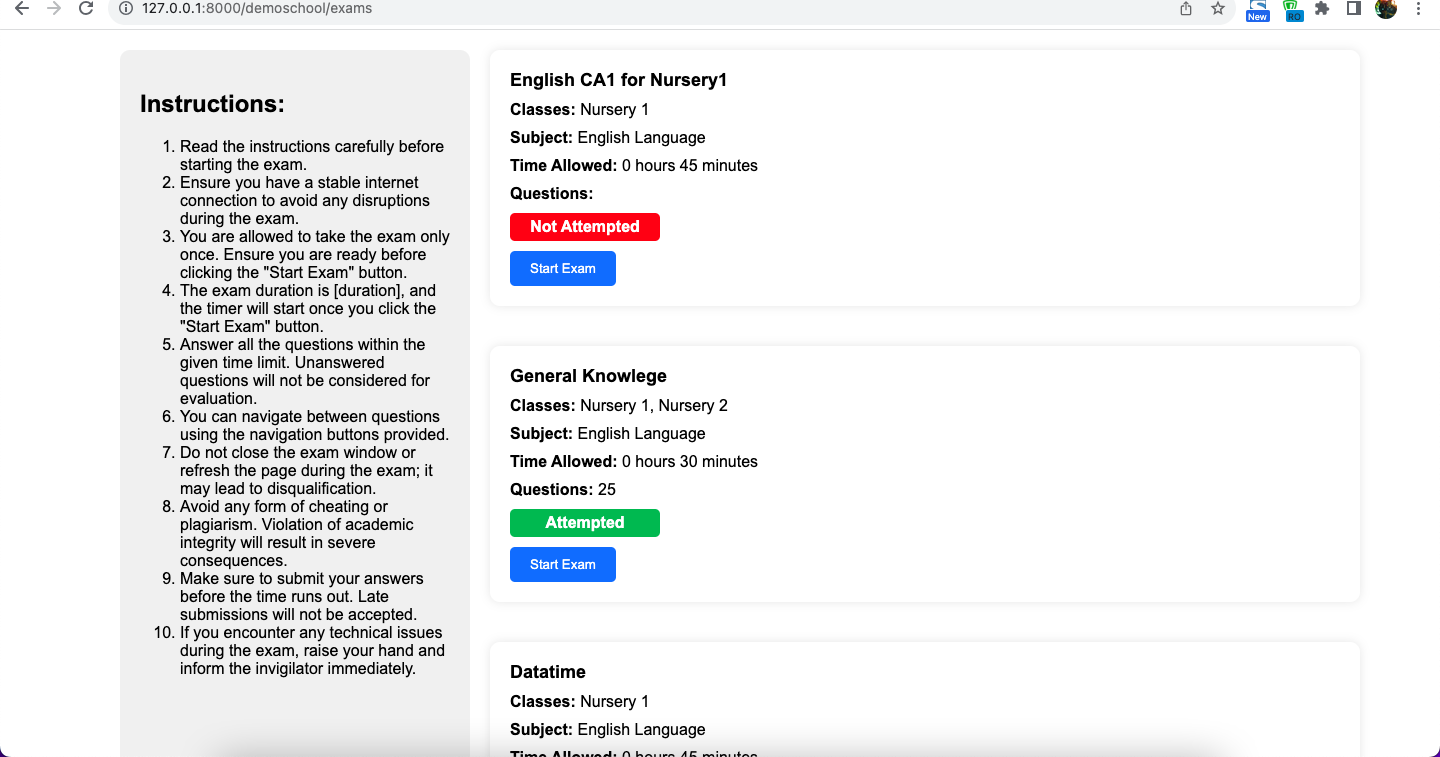 127.0.0.1:8000/demoschool/exams
New
RO
Instructions:
1. Read the instructions carefully before
starting the exam.
2. Ensure you have a stable internet
connection to avoid any disruptions
during the exam.
3. You are allowed to take the exam only
once. Ensure you are ready before
clicking the "Start Exam" button.
4. The exam duration is [duration], and
the timer will start once you click the
"Start Exam" button.
5. Answer all the questions within the
given time limit. Unanswered
questions will not be considered for
evaluation.
6. You can navigate between questions
using the navigation buttons provided.
7. Do not close the exam window or
refresh the page during the exam; it
may lead to disqualification.
8. Avoid any form of cheating or
plagiarism. Violation of academic
integrity will result in severe
consequences.
9. Make sure to submit your answers
before the time runs out. Late
submissions will not be accepted.
10. If you encounter any technical issues
during the exam, raise your hand and
inform the invigilator immediately.
English CA1 for Nursery1
Classes: Nursery 1
Subject: English Language
Time Allowed: 0 hours 45 minutes
Questions:
Not Attempted
Start Exam
General Knowlege
Classes: Nursery 1, Nursery 2
Subject: English Language
Time Allowed: 0 hours 30 minutes
Questions: 25
Attempted
Start Exam
Datatime
Classes: Nursery 1
Subject: English Language
Time Allowed: 0 hours 45 minutes